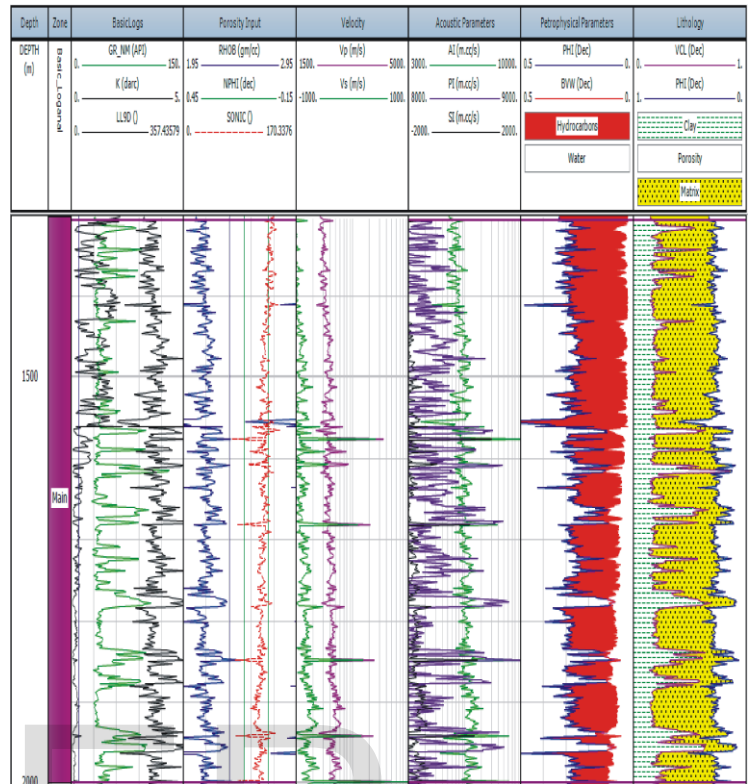 Depth Zone BasicLogs Porosity Input Velocity Acoustic Parameters Petrophysical Parameters Lithology
DEPTH
(m)
Basic_Loganal
GR_NM (API)
0. 150.
K (darc)
0. 5.
LL9D ()
0. 357.43579
RHOB (gm/cc)
1.95 2.95
NPHI (dec)
0.45 -0.15
SONIC ()
0. 170.3376
Vp (m/s)
1500. 5000.
Vs (m/s)
-1000. 1000.
AI (m.cc/s)
3000. 10000.
PI (m.cc/s)
8000. 9000.
SI (m.cc/s)
-2000. 2000.
PHI (Dec)
0.5 0.
BVW (Dec)
0.5 0.
Hydrocarbons
Water
VCL (Dec)
0. 1.
PHI (Dec)
1. 0.
Clay
Porosity
Matrix
1500
Main
2000